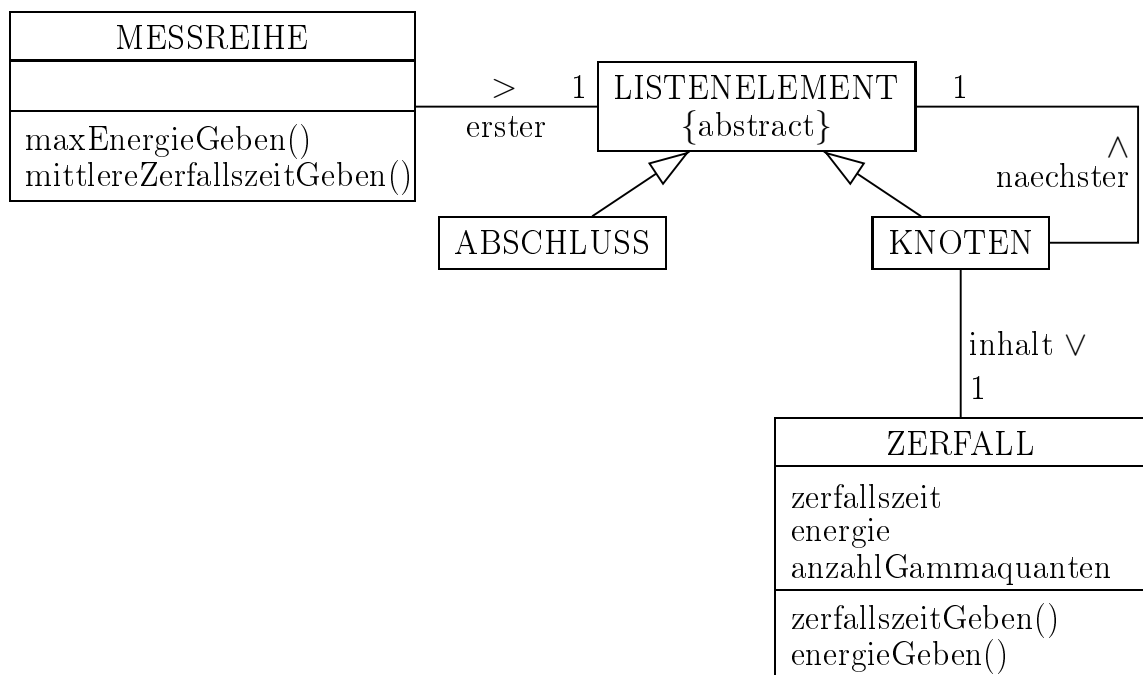 MESSREIHE
maxEnergieGeben()
mittlereZerfallszeitGeben()
>
1
erster
LISTENELEMENT
{abstract}
1
∧
naechster
ABSCHLUSS
KNOTEN
inhalt ∨
1
ZERFALL
zerfallszeit
energie
anzahlGammaquanten
zerfallszeitGeben()
energieGeben()